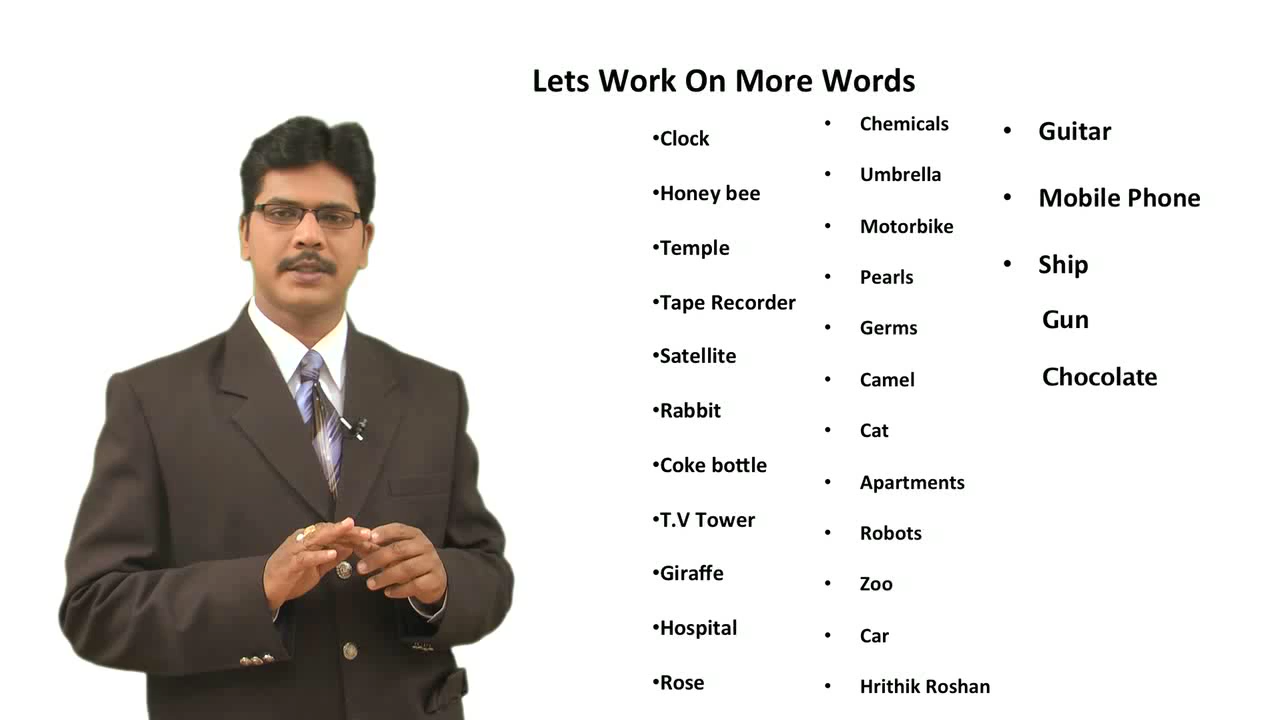 Lets Work On More Words
•Clock
•Honey bee
•Temple
•Tape Recorder
•Satellite
•Rabbit
•Coke bottle
•T.V Tower
•Giraffe
•Hospital
•Rose
• Chemicals
• Umbrella
• Motorbike
• Pearls
• Germs
• Camel
• Cat
• Apartments
• Robots
• Zoo
• Car
• Hrithik Roshan
• Guitar
• Mobile Phone
• Ship
Gun
Chocolate